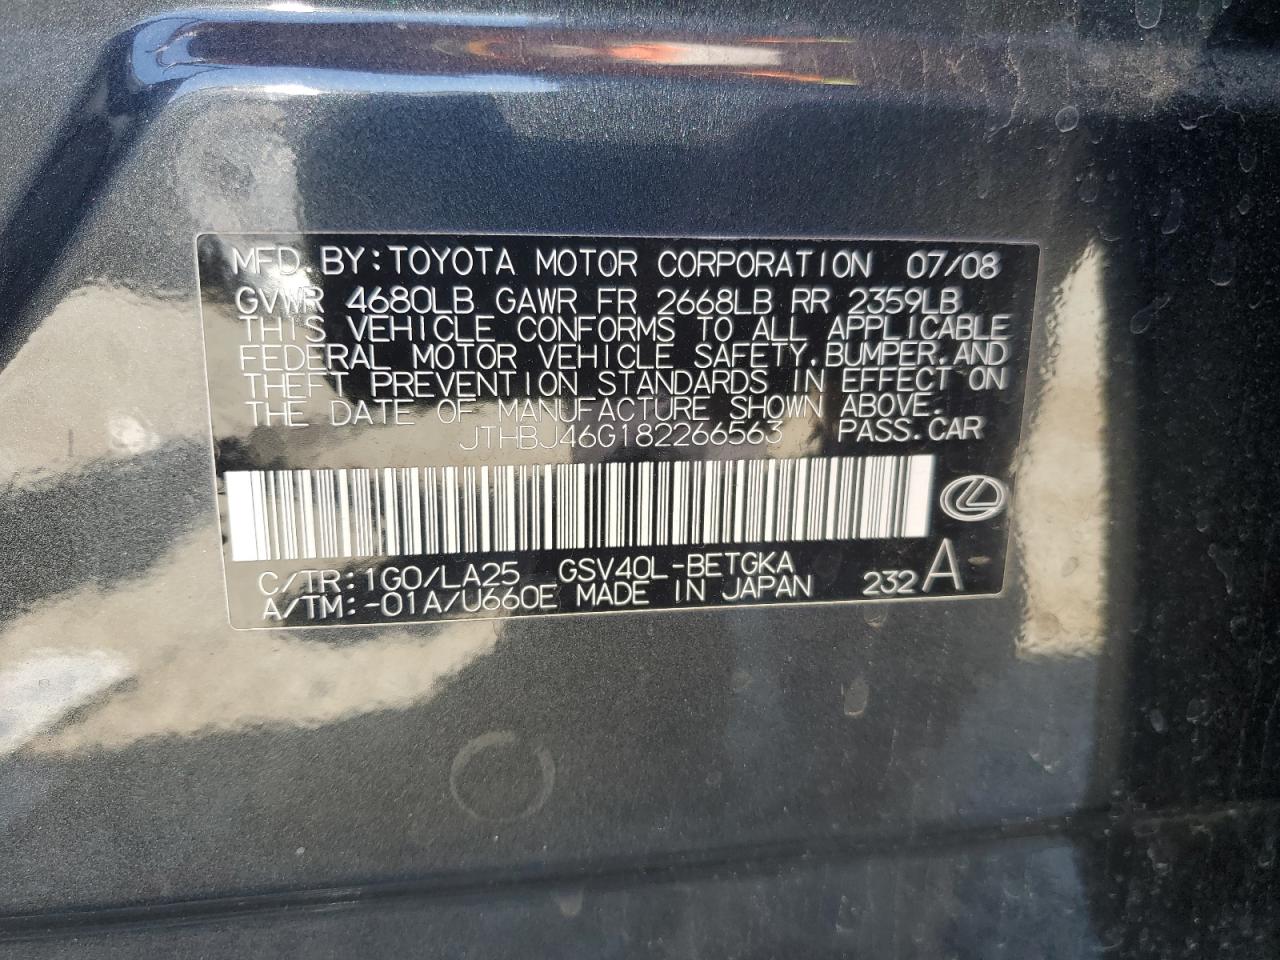 MFD BY:TOYOTA MOTOR CORPORATION 07/08
GVWR 4680LB GAWR FR 2668LB RR 2359LB
THIS VEHICLE CONFORMS TO ALL APPLICABLE
FEDERAL MOTOR VEHICLE SAFETY,BUMPER,AND
THEFT PREVENTION STANDARDS IN EFFECT ON
THE DATE OF MANUFACTURE SHOWN ABOVE.
JTHBJ46G182266563 PASS.CAR
C/TR:1G0/LA25 GSV40L-BETGKA
A/TM:-01A/U660E MADE IN JAPAN 232 A